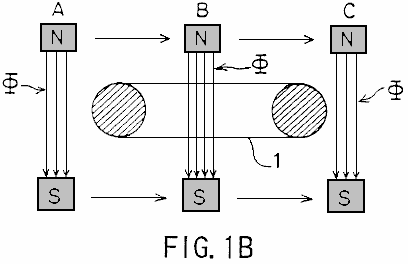 A B C
N N N
Φ Φ Φ
1
S S S
FIG. 1B